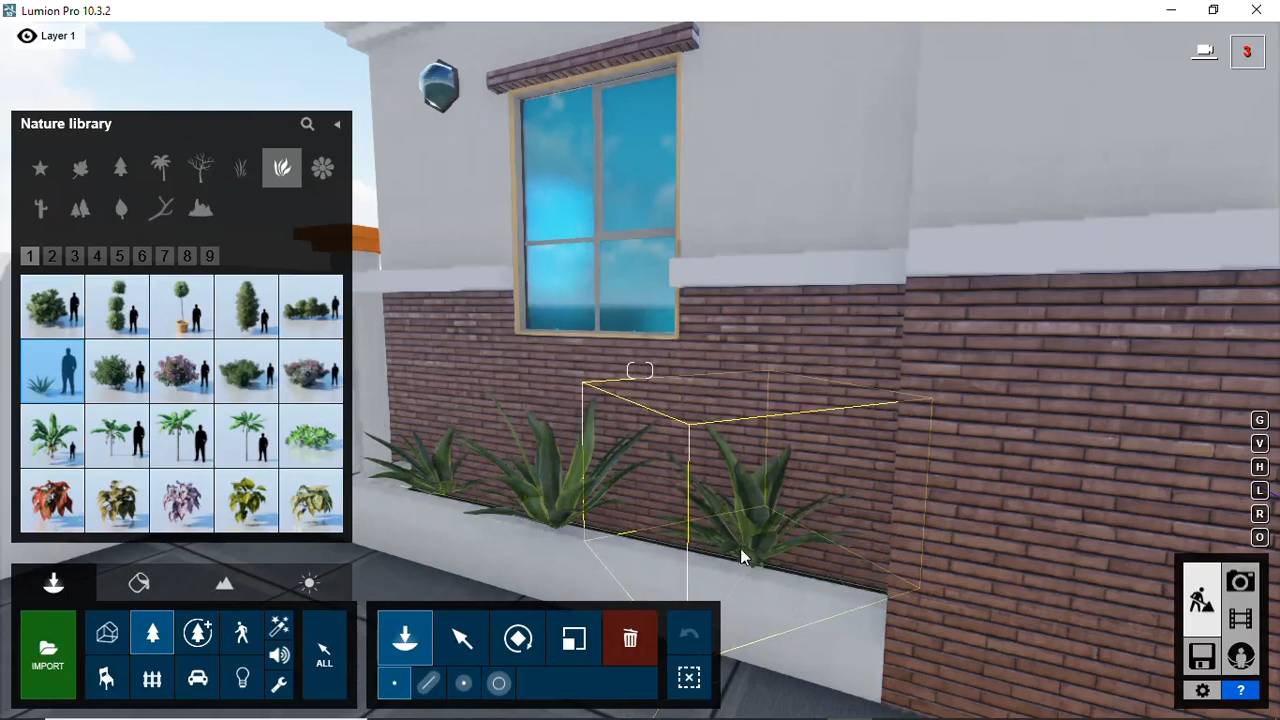 Lumion Pro 10.3.2
Layer 1
3
Nature library
1 2 3 4 5 6 7 8 9
IMPORT
ALL
G
V
H
L
R
O
?